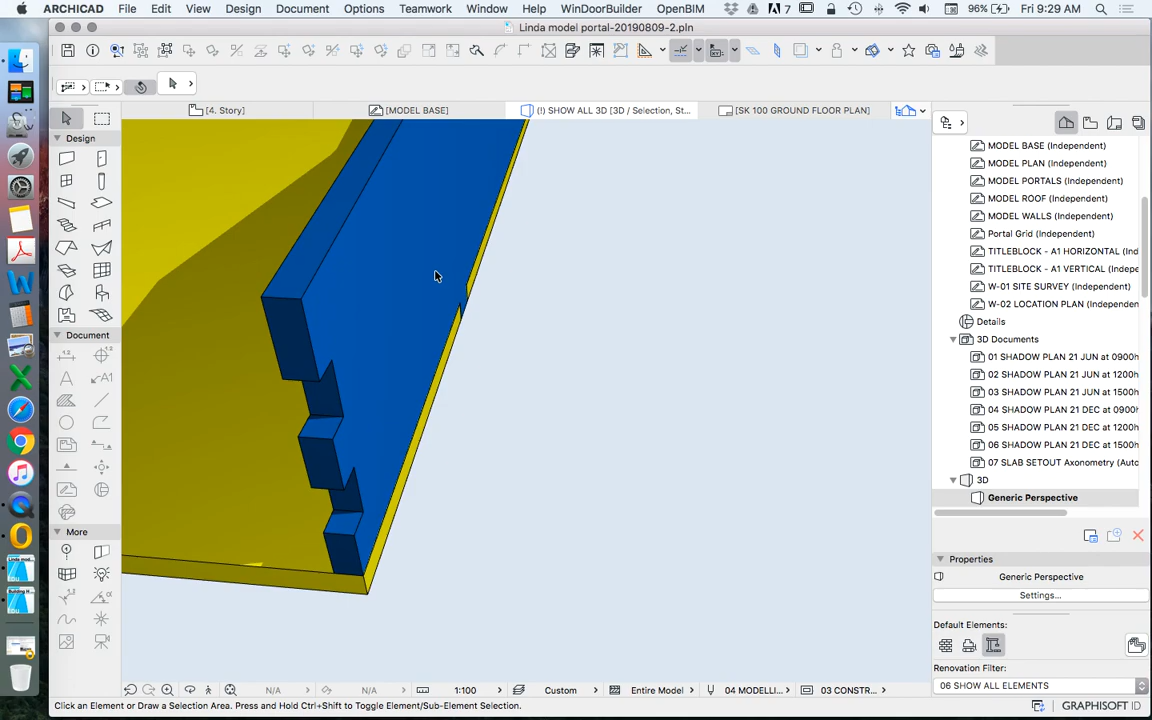 ARCHICAD File Edit View Design Document Options Teamwork Window Help WinDoorBuilder OpenBIM 7 96% Fri 9:29 AM
Linda model portal-20190809-2.pln
[4. Story] [MODEL BASE] (!) SHOW ALL 3D [3D / Selection, St... [SK 100 GROUND FLOOR PLAN]
Design
Document
A A1
More
MODEL BASE (Independent)
MODEL PLAN (Independent)
MODEL PORTALS (Independent)
MODEL ROOF (Independent)
MODEL WALLS (Independent)
Portal Grid (Independent)
TITLEBLOCK - A1 HORIZONTAL (Ind
TITLEBLOCK - A1 VERTICAL (Indepe
W-01 SITE SURVEY (Independent)
W-02 LOCATION PLAN (Independent)
Details
3D Documents
01 SHADOW PLAN 21 JUN at 0900h
02 SHADOW PLAN 21 JUN at 1200h
03 SHADOW PLAN 21 JUN at 1500h
04 SHADOW PLAN 21 DEC at 0900h
05 SHADOW PLAN 21 DEC at 1200h
06 SHADOW PLAN 21 DEC at 1500h
07 SLAB SETOUT Axonometry (Auto
3D
Generic Perspective
Properties
Generic Perspective
Settings...
Default Elements:
Renovation Filter:
06 SHOW ALL ELEMENTS
N/A N/A 1:100 Custom Entire Model 04 MODELLI... 03 CONSTR...
Click an Element or Draw a Selection Area. Press and Hold Ctrl+Shift to Toggle Element/Sub-Element Selection.
GRAPHISOFT ID